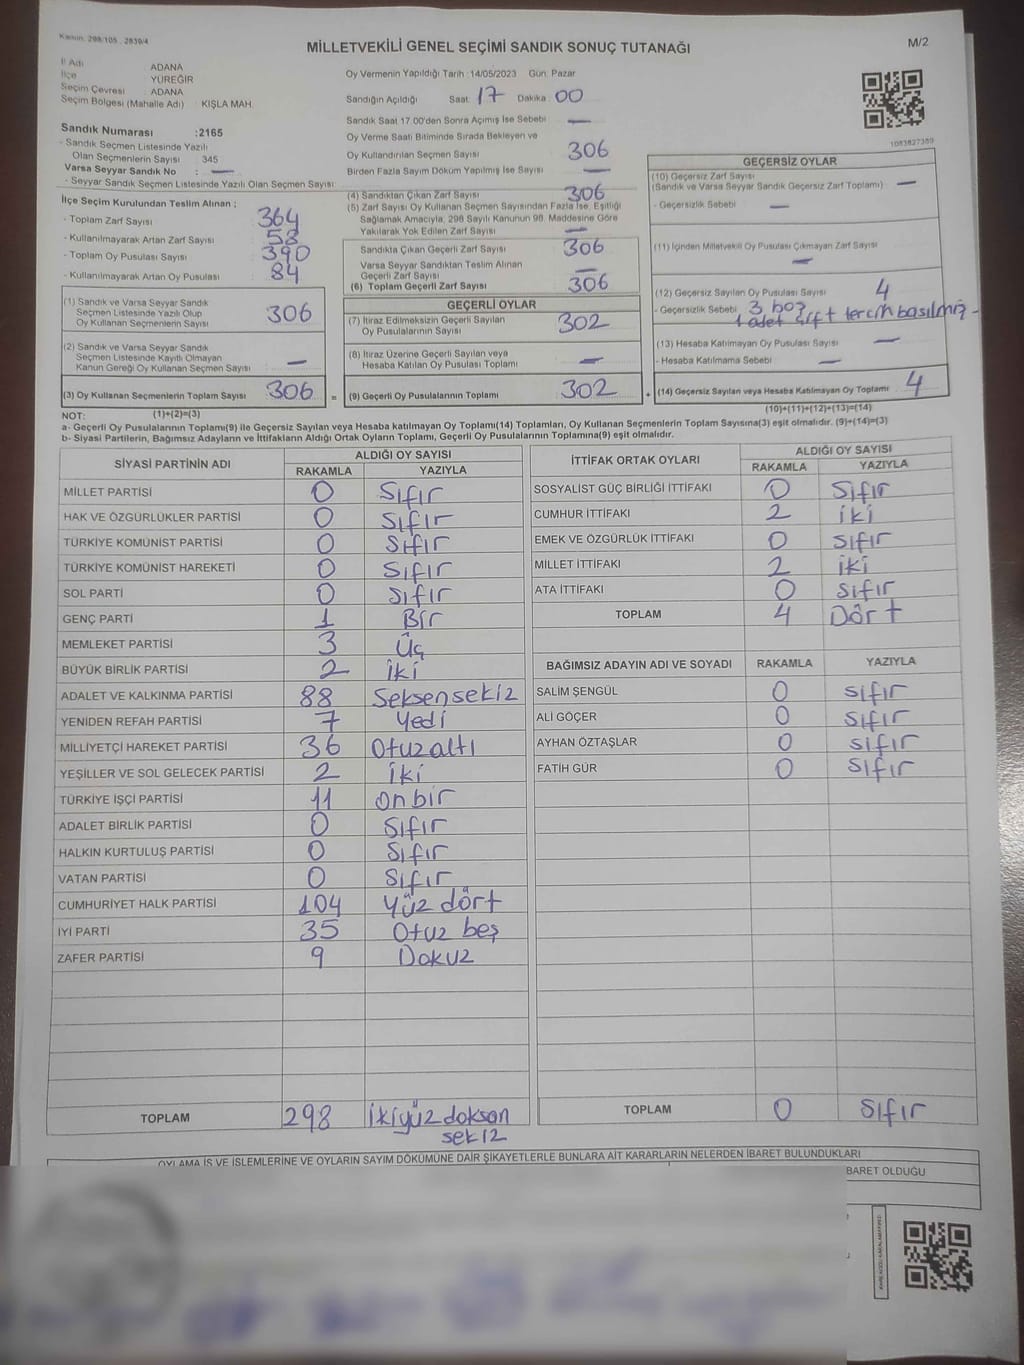 Kanun: 298/105 , 2839/4
M/2
MİLLETVEKİLİ GENEL SEÇİMİ SANDIK SONUÇ TUTANAĞI
İl Adı ADANA
İlçe YÜREĞİR
Seçim Çevresi : ADANA
Seçim Bölgesi (Mahalle Adı) : KIŞLA MAH.
Sandık Numarası :2165
- Sandık Seçmen Listesinde Yazılı
Olan Seçmenlerin Sayısı : 345
Varsa Seyyar Sandık No : —
- Seyyar Sandık Seçmen Listesinde Yazılı Olan Seçmen Sayısı:
İlçe Seçim Kurulundan Teslim Alınan ;
- Toplam Zarf Sayısı : 364
- Kullanılmayarak Artan Zarf Sayısı : 58
- Toplam Oy Pusulası Sayısı : 390
- Kullanılmayarak Artan Oy Pusulası : 84
(1) Sandık ve Varsa Seyyar Sandık
Seçmen Listesinde Yazılı Olup
Oy Kullanan Seçmenlerin Sayısı : 306
(2) Sandık ve Varsa Seyyar Sandık
Seçmen Listesinde Kayıtlı Olmayan
Kanun Gereği Oy Kullanan Seçmen Sayısı : —
(3) Oy Kullanan Seçmenlerin Toplam Sayısı : 306 =
Oy Vermenin Yapıldığı Tarih :14/05/2023 Gün: Pazar
Sandığın Açıldığı Saat: 17 Dakika: 00
Sandık Saat 17.00'den Sonra Açılmış İse Sebebi : —
Oy Verme Saati Bitiminde Sırada Bekleyen ve
Oy Kullandırılan Seçmen Sayısı : 306
Birden Fazla Sayım Döküm Yapılmış İse Sayısı : —
(4) Sandıktan Çıkan Zarf Sayısı : 306
(5) Zarf Sayısı Oy Kullanan Seçmen Sayısından Fazla İse, Eşitliği
Sağlamak Amacıyla, 298 Sayılı Kanunun 98. Maddesine Göre
Yakılarak Yok Edilen Zarf Sayısı : —
Sandıkta Çıkan Geçerli Zarf Sayısı : 306
Varsa Seyyar Sandıktan Teslim Alınan
Geçerli Zarf Sayısı : —
(6) Toplam Geçerli Zarf Sayısı : 306
GEÇERLİ OYLAR
(7) İtiraz Edilmeksizin Geçerli Sayılan
Oy Pusulalarının Sayısı : 302
(8) İtiraz Üzerine Geçerli Sayılan veya
Hesaba Katılan Oy Pusulası Toplamı : —
(9) Geçerli Oy Pusulalarının Toplamı : 302 +
1083827389
GEÇERSİZ OYLAR
(10) Geçersiz Zarf Sayısı
(Sandık ve Varsa Seyyar Sandık Geçersiz Zarf Toplamı) : —
- Geçersizlik Sebebi : —
(11) İçinden Milletvekili Oy Pusulası Çıkmayan Zarf Sayısı
—
(12) Geçersiz Sayılan Oy Pusulası Sayısı : 4
- Geçersizlik Sebebi : 3 boş
1 adet çift tercih basılmış -
(13) Hesaba Katılmayan Oy Pusulası Sayısı : —
- Hesaba Katılmama Sebebi : —
(14) Geçersiz Sayılan veya Hesaba Katılmayan Oy Toplamı : 4
NOT: (1)+(2)=(3) (10)+(11)+(12)+(13)=(14)
a- Geçerli Oy Pusulalarının Toplamı(9) ile Geçersiz Sayılan veya Hesaba katılmayan Oy Toplamı(14) Toplamları, Oy Kullanan Seçmenlerin Toplam Sayısına(3) eşit olmalıdır. (9)+(14)=(3)
b- Siyasi Partilerin, Bağımsız Adayların ve İttifakların Aldığı Ortak Oyların Toplamı, Geçerli Oy Pusulalarının Toplamına(9) eşit olmalıdır.
SİYASİ PARTİNİN ADI ALDIĞI OY SAYISI
RAKAMLA YAZIYLA
MİLLET PARTİSİ 0 Sıfır
HAK VE ÖZGÜRLÜKLER PARTİSİ 0 Sıfır
TÜRKİYE KOMÜNİST PARTİSİ 0 Sıfır
TÜRKİYE KOMÜNİST HAREKETİ 0 Sıfır
SOL PARTİ 0 Sıfır
GENÇ PARTİ 1 Bir
MEMLEKET PARTİSİ 3 Üç
BÜYÜK BİRLİK PARTİSİ 2 İki
ADALET VE KALKINMA PARTİSİ 88 Seksensekiz
YENİDEN REFAH PARTİSİ 7 Yedi
MİLLİYETÇİ HAREKET PARTİSİ 36 Otuzaltı
YEŞİLLER VE SOL GELECEK PARTİSİ 2 İki
TÜRKİYE İŞÇİ PARTİSİ 11 Onbir
ADALET BİRLİK PARTİSİ 0 Sıfır
HALKIN KURTULUŞ PARTİSİ 0 Sıfır
VATAN PARTİSİ 0 Sıfır
CUMHURİYET HALK PARTİSİ 104 Yüz dört
İYİ PARTİ 35 Otuz beş
ZAFER PARTİSİ 9 Dokuz
TOPLAM 298 İkiyüz doksan
sekiz
İTTİFAK ORTAK OYLARI ALDIĞI OY SAYISI
RAKAMLA YAZIYLA
SOSYALİST GÜÇ BİRLİĞİ İTTİFAKI 0 Sıfır
CUMHUR İTTİFAKI 2 İki
EMEK VE ÖZGÜRLÜK İTTİFAKI 0 Sıfır
MİLLET İTTİFAKI 2 İki
ATA İTTİFAKI 0 Sıfır
TOPLAM 4 Dört
BAĞIMSIZ ADAYIN ADI VE SOYADI RAKAMLA YAZIYLA
SALİM ŞENGÜL 0 Sıfır
ALİ GÖÇER 0 Sıfır
AYHAN ÖZTAŞLAR 0 Sıfır
FATİH GÜR 0 Sıfır
TOPLAM 0 Sıfır
OYLAMA İŞ VE İŞLEMLERİNE VE OYLARIN SAYIM DÖKÜMÜNE DAİR ŞİKAYETLERLE BUNLARA AİT KARARLARIN NELERDEN İBARET BULUNDUKLARI
BARET OLDUĞU